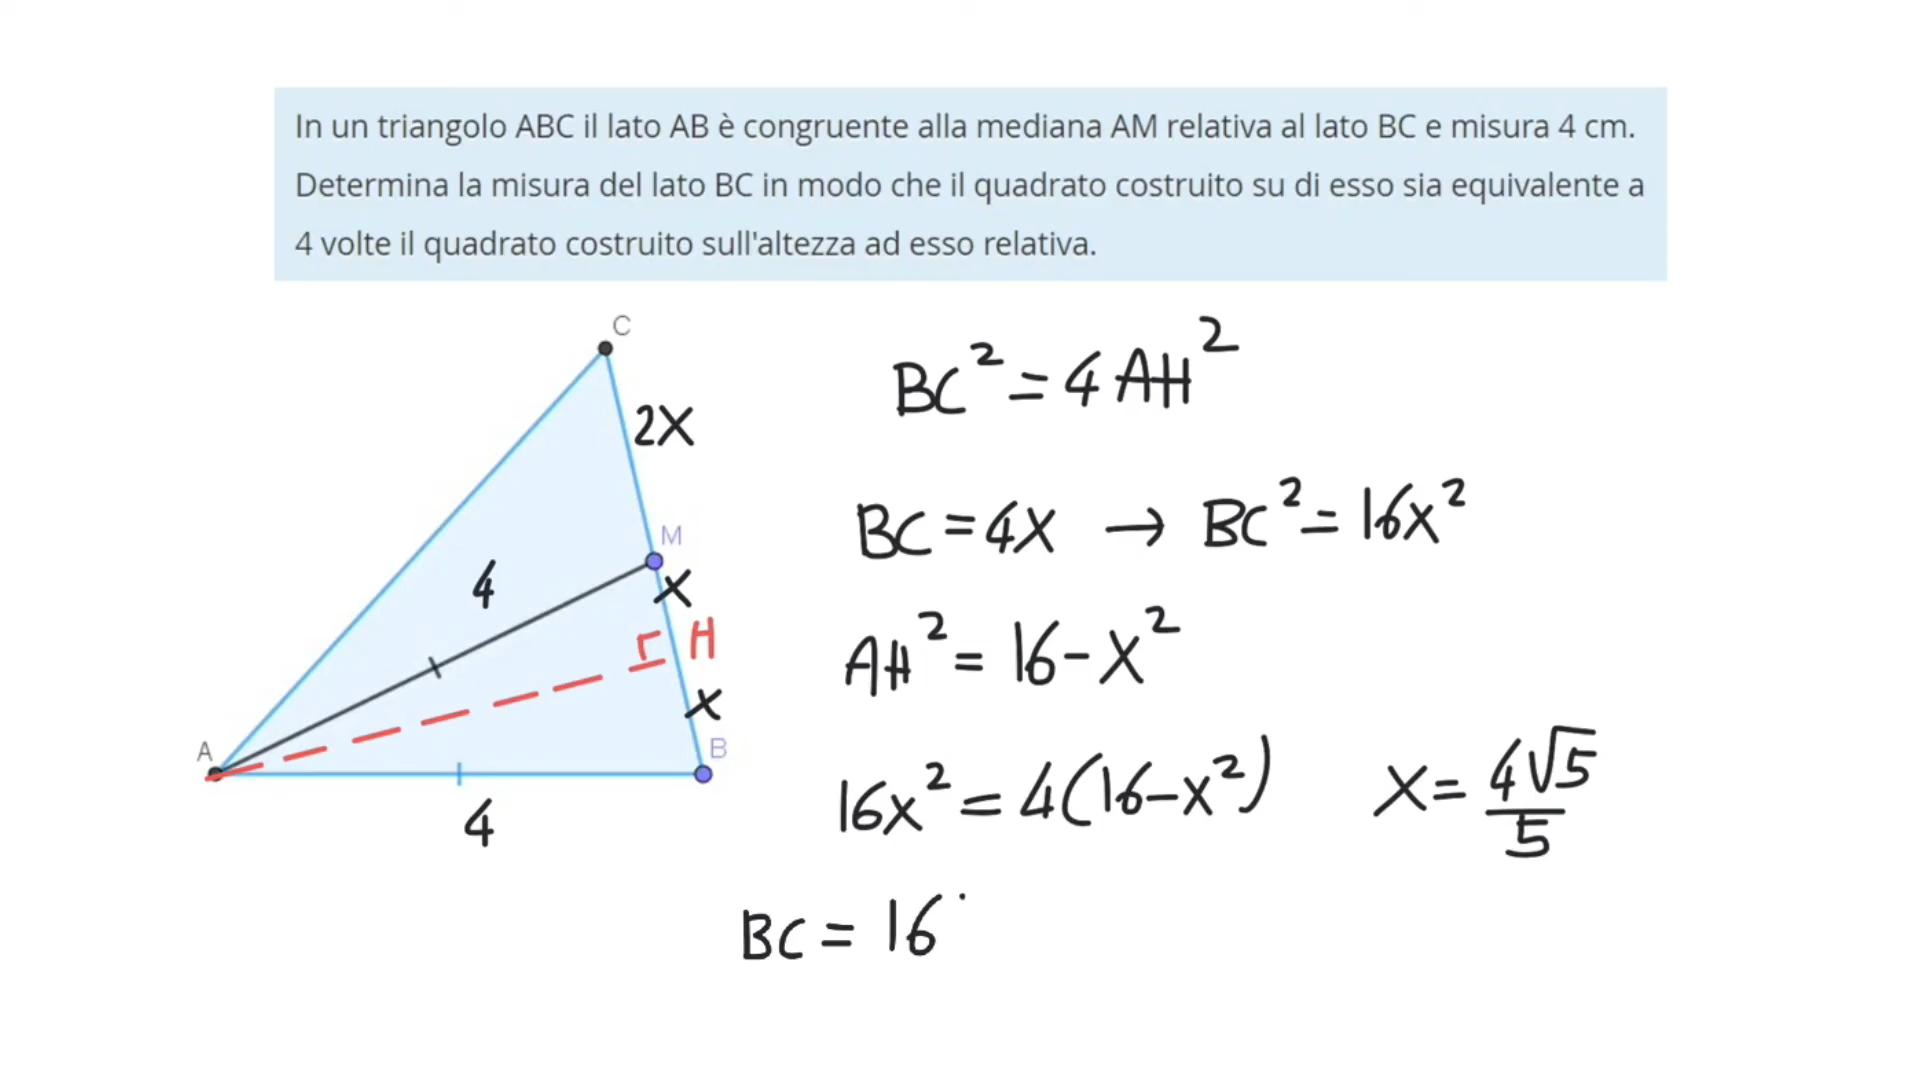 In un triangolo ABC il lato AB è congruente alla mediana AM relativa al lato BC e misura 4 cm.
Determina la misura del lato BC in modo che il quadrato costruito su di esso sia equivalente a
4 volte il quadrato costruito sull'altezza ad esso relativa.
C
BC² = 4 AH²
2x
BC = 4x → BC² = 16x²
M
4
x
H
AH² = 16 - x²
x
A
B
4
16x² = 4(16-x²)
x = 4√5/5
BC = 16